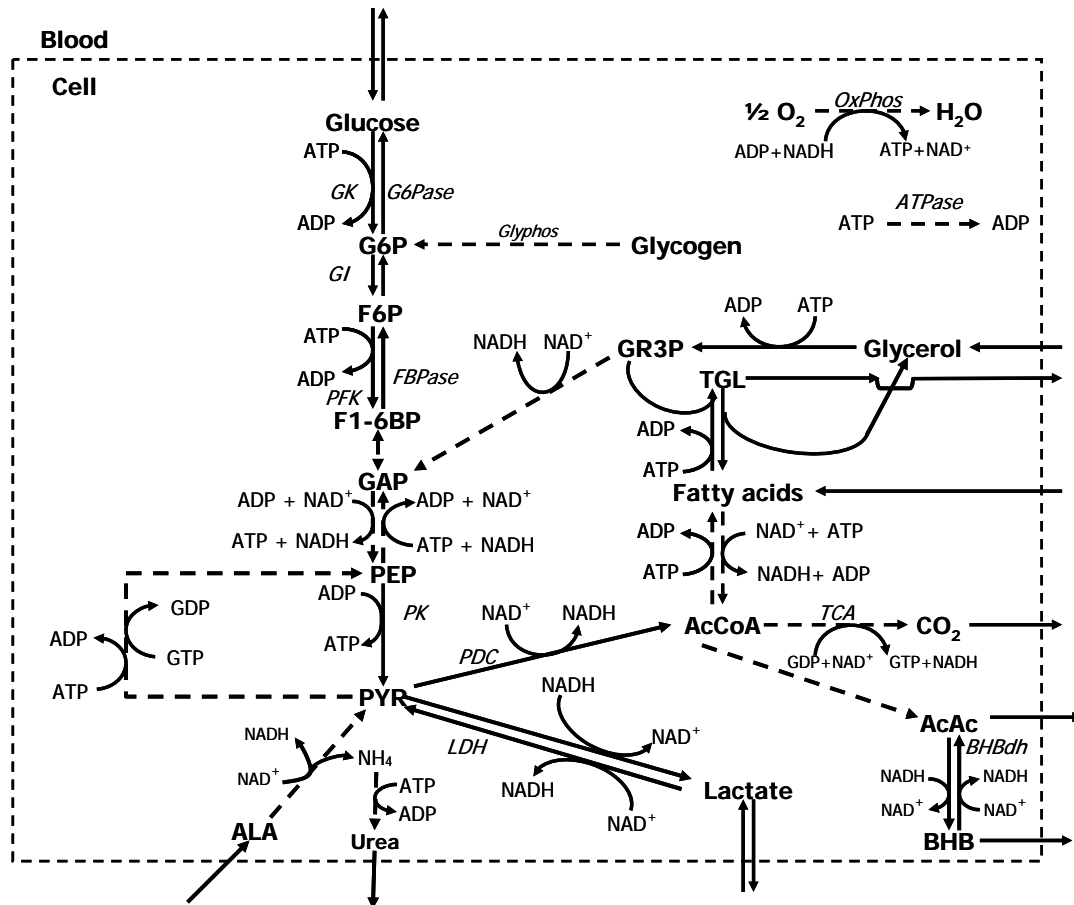 Blood
Cell
Glucose
½ O₂
OxPhos
H₂O
ADP+NADH
ATP+NAD⁺
ATP
GK
G6Pase
ADP
ATPase
ATP
ADP
G6P
Glyphos
Glycogen
GI
F6P
ATP
ADP
FBPase
PFK
F1-6BP
NADH
NAD⁺
GR3P
ADP
ATP
Glycerol
TGL
ADP
ATP
GAP
Fatty acids
ADP + NAD⁺
ADP + NAD⁺
ATP + NADH
ATP + NADH
ADP
NAD⁺ + ATP
ATP
NADH+ ADP
PEP
ADP
PK
ATP
GDP
ADP
GTP
ATP
NAD⁺
NADH
PDC
AcCoA
TCA
CO₂
GDP+NAD⁺
GTP+NADH
PYR
NADH
NAD⁺
LDH
NADH
NAD⁺
Lactate
AcAc
BHBdh
NADH
NADH
NAD⁺
NAD⁺
BHB
NADH
NAD⁺
NH₄
ATP
ADP
ALA
Urea